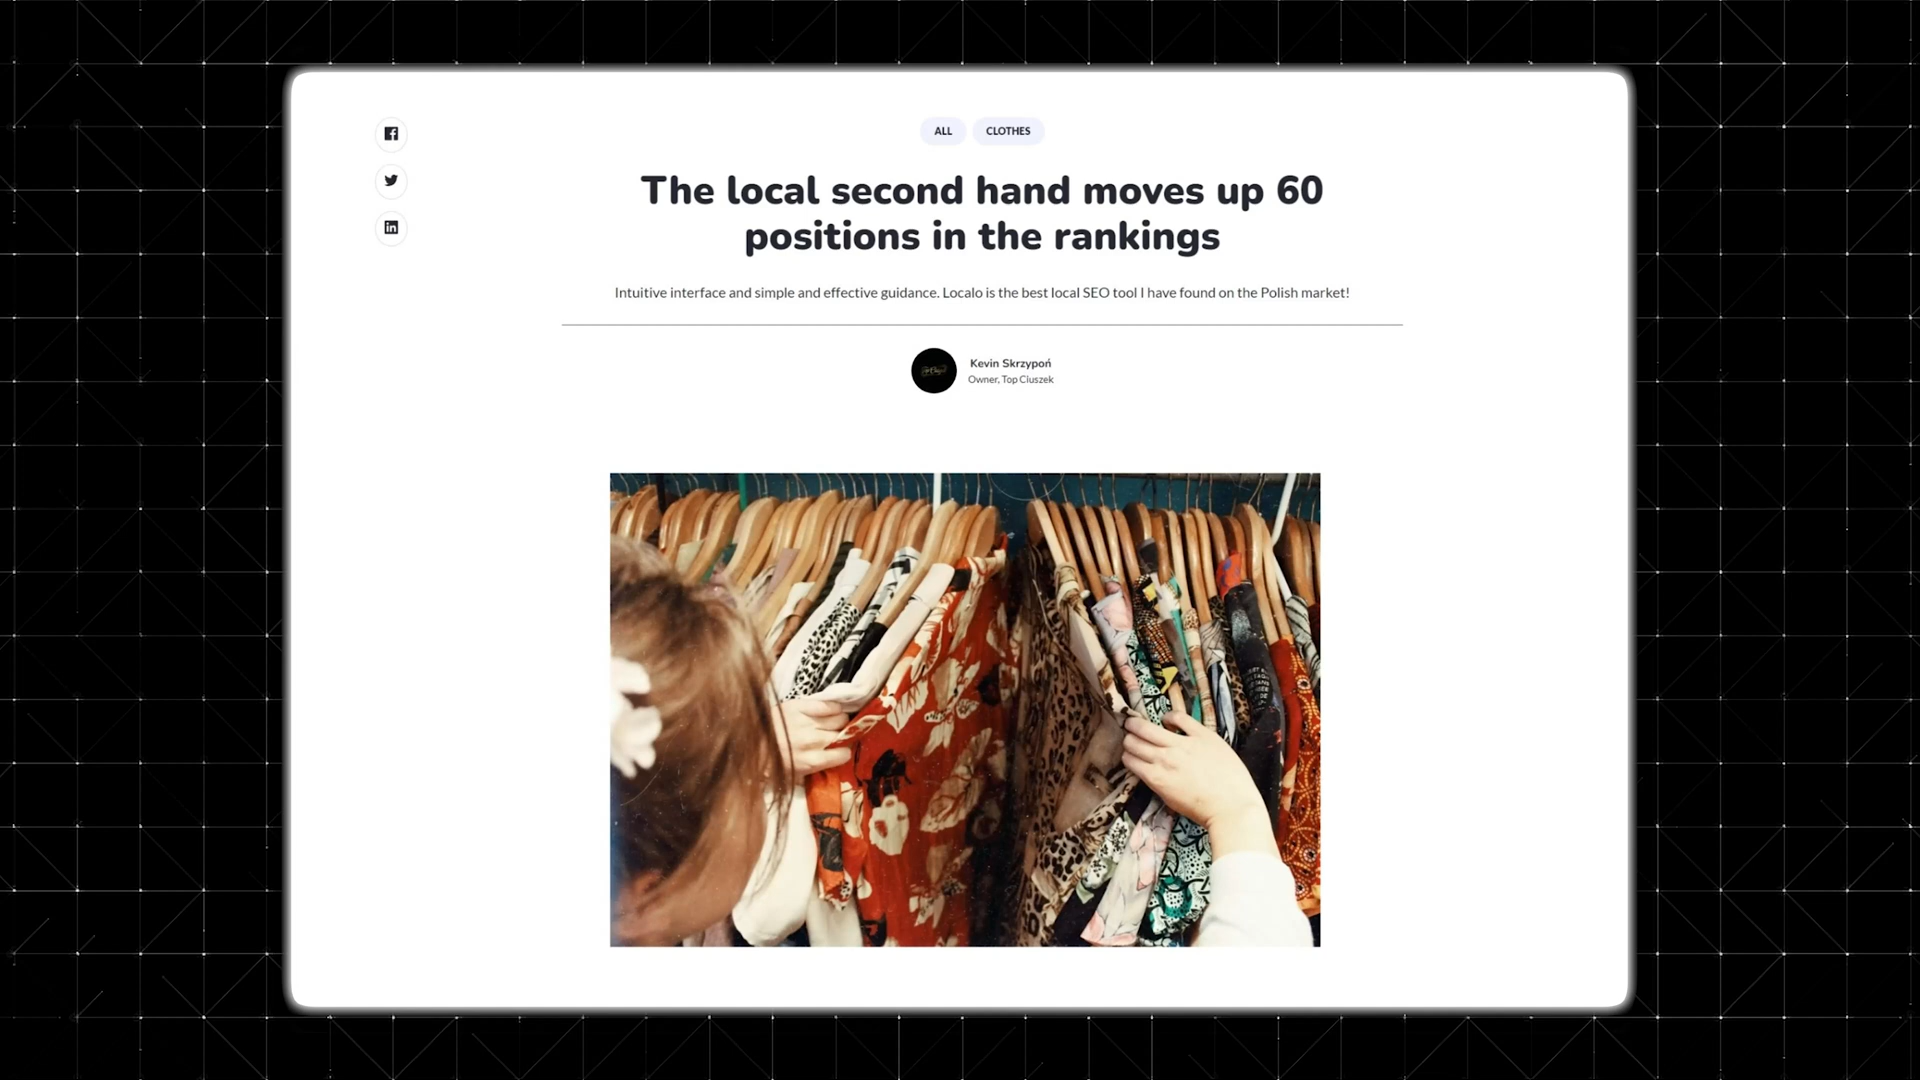 ALL
CLOTHES
The local second hand moves up 60
positions in the rankings
Intuitive interface and simple and effective guidance. Localo is the best local SEO tool I have found on the Polish market!
Kevin Skrzypoń
Owner, Top Ciuszek